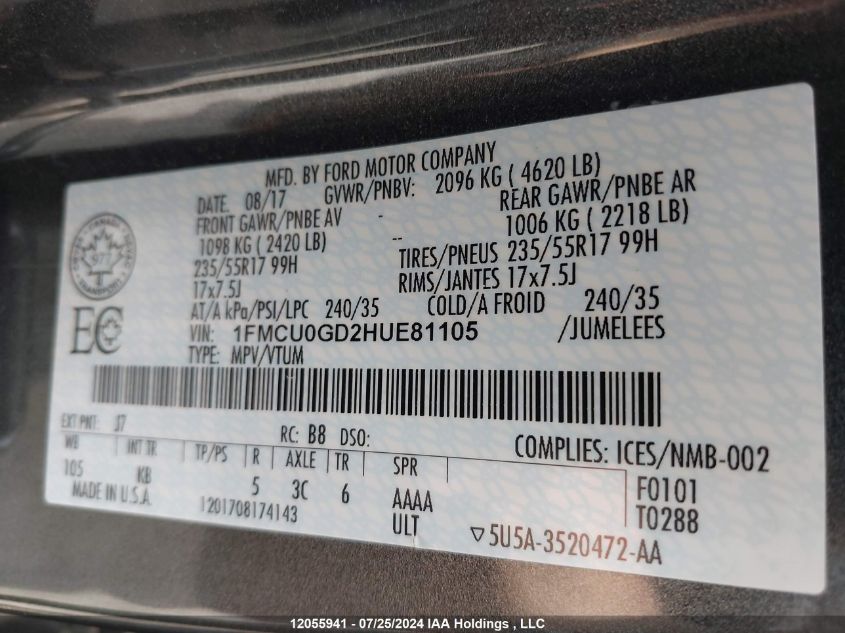 MFD. BY FORD MOTOR COMPANY
DATE 08/17 GVWR/PNBV: 2096 KG ( 4620 LB)
FRONT GAWR/PNBE AV - REAR GAWR/PNBE AR
1098 KG ( 2420 LB) -- 1006 KG ( 2218 LB)
235/55R17 99H TIRES/PNEUS 235/55R17 99H
17x7.5J RIMS/JANTES 17x7.5J
AT/A kPa/PSI/LPC 240/35 COLD/A FROID 240/35
VIN: 1FMCU0GD2HUE81105 /JUMELEES
TYPE: MPV/VTUM
EC
EXT PNT: J7 RC: B8 DSO:
COMPLIES: ICES/NMB-002
WB INT TR TP/PS R AXLE TR SPR
105 KB 5 3C 6 AAAA F0101
MADE IN U.S.A. 1201708174143 ULT T0288
▽5U5A-3520472-AA
12055941 - 07/25/2024 IAA Holdings , LLC